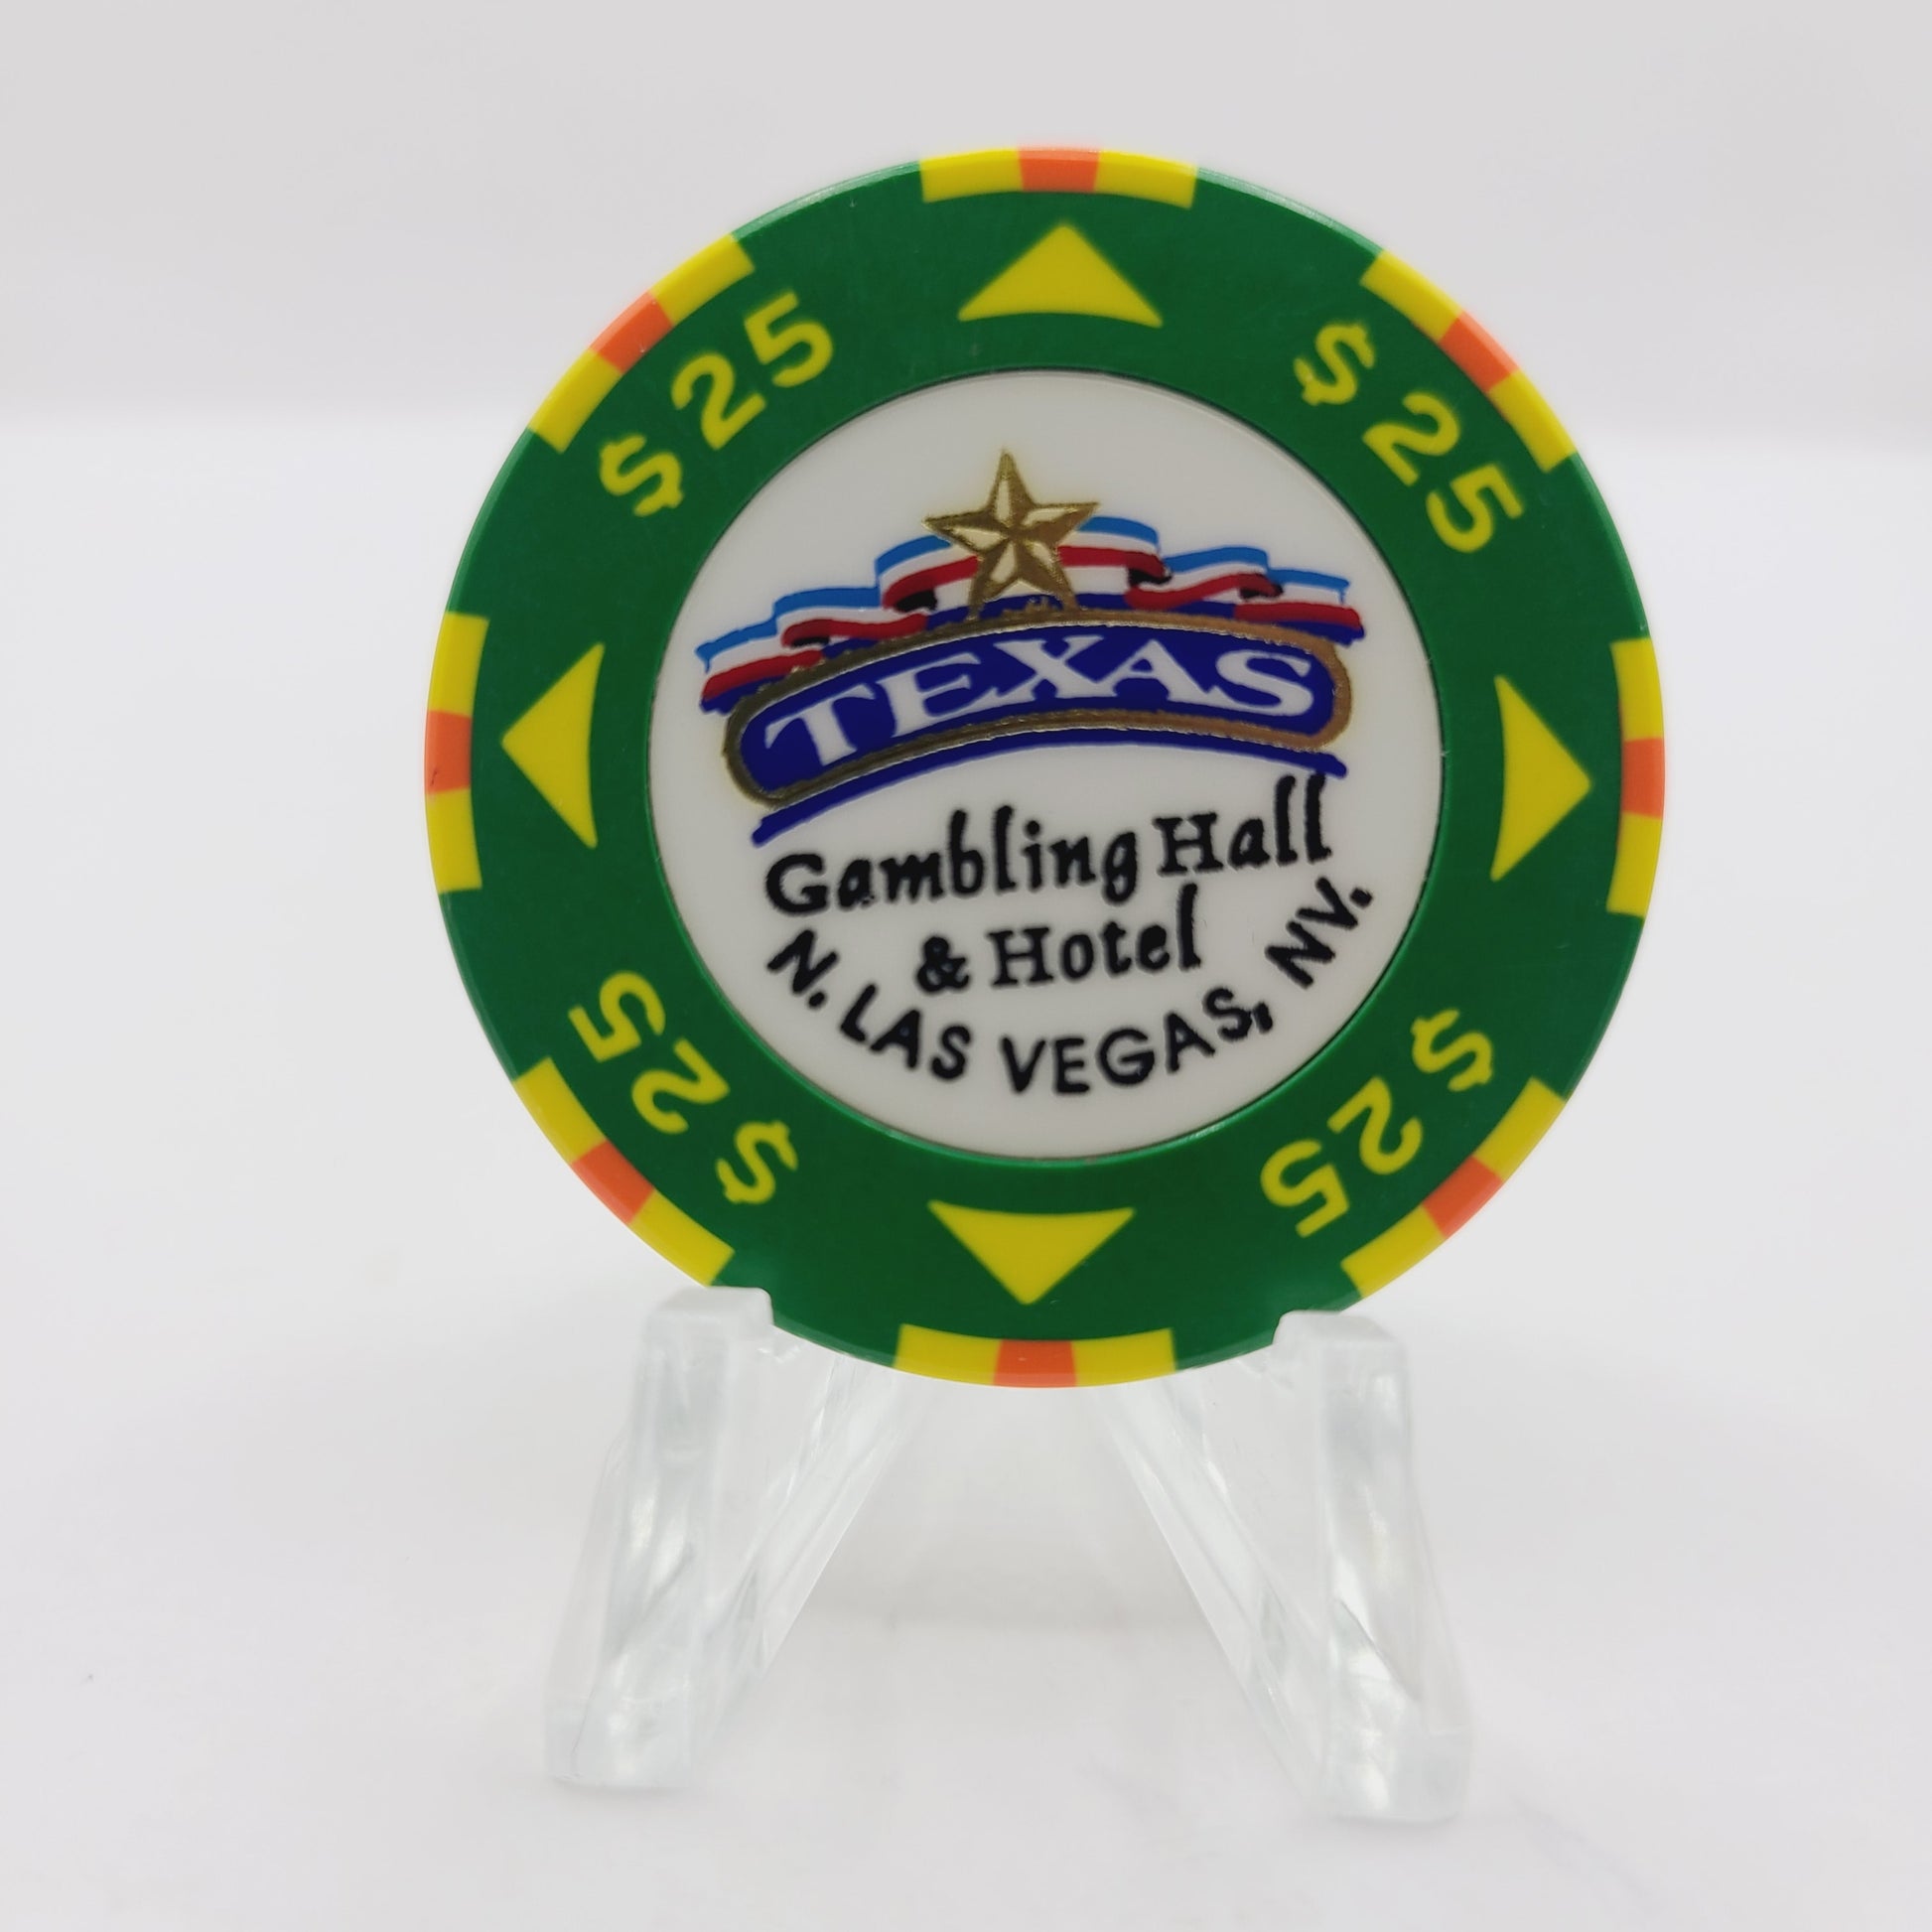 $25
$25
TEXAS
Gambling Hall
& Hotel
N. LAS VEGAS, NV.
$25
$25